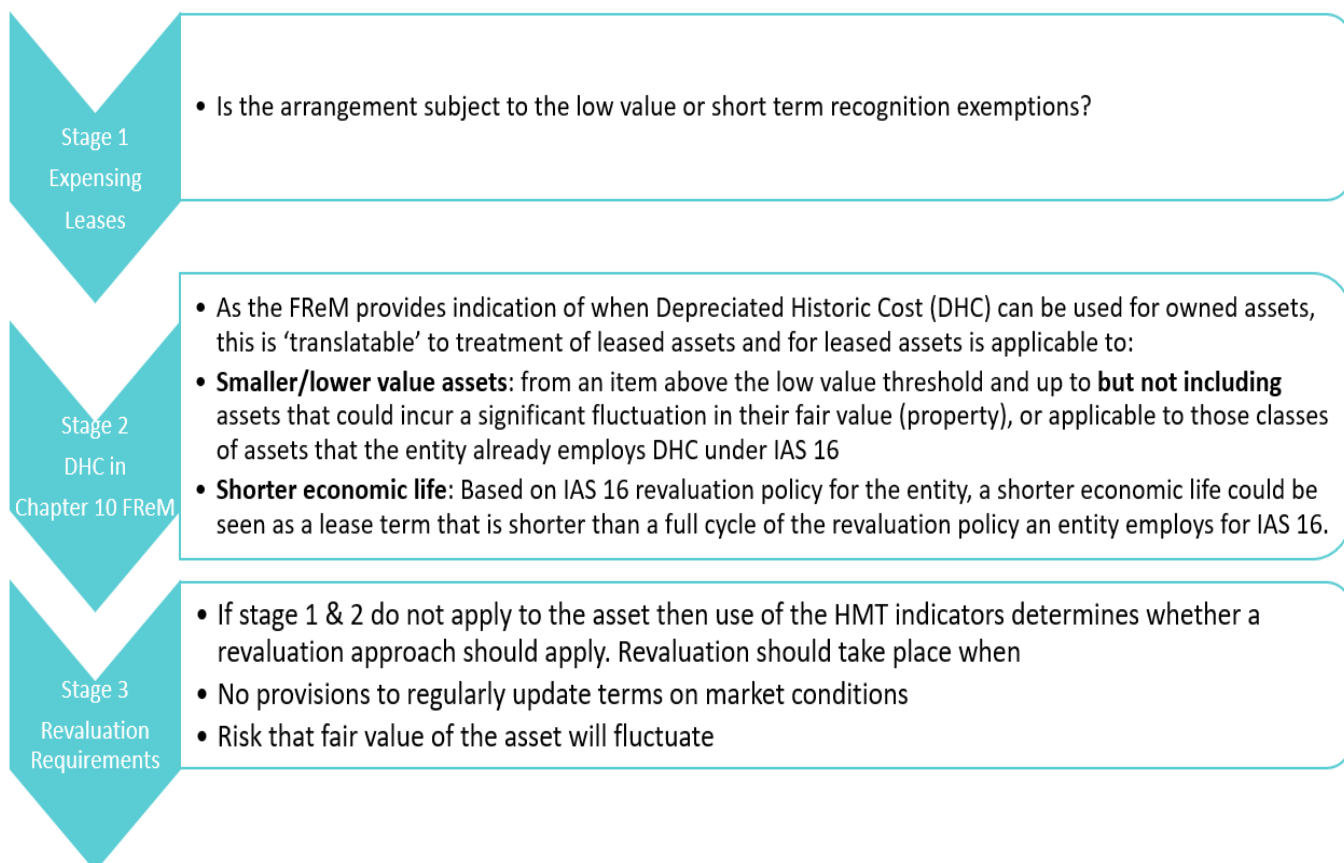 Stage 1
Expensing
Leases
• Is the arrangement subject to the low value or short term recognition exemptions?
Stage 2
DHC in
Chapter 10 FReM
• As the FReM provides indication of when Depreciated Historic Cost (DHC) can be used for owned assets,
this is ‘translatable’ to treatment of leased assets and for leased assets is applicable to:
• Smaller/lower value assets: from an item above the low value threshold and up to but not including
assets that could incur a significant fluctuation in their fair value (property), or applicable to those classes
of assets that the entity already employs DHC under IAS 16
• Shorter economic life: Based on IAS 16 revaluation policy for the entity, a shorter economic life could be
seen as a lease term that is shorter than a full cycle of the revaluation policy an entity employs for IAS 16.
Stage 3
Revaluation
Requirements
• If stage 1 & 2 do not apply to the asset then use of the HMT indicators determines whether a
revaluation approach should apply. Revaluation should take place when
• No provisions to regularly update terms on market conditions
• Risk that fair value of the asset will fluctuate